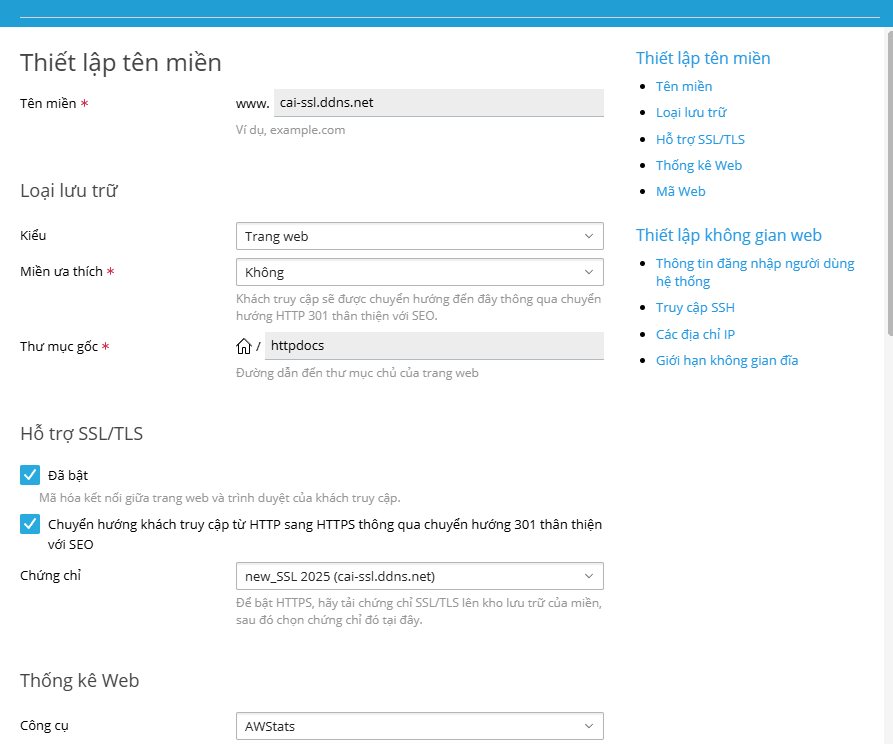 Thiết lập tên miền
Tên miền *
www. cai-ssl.ddns.net
Ví dụ, example.com
Loại lưu trữ
Kiểu
Trang web
Miền ưa thích *
Không
Khách truy cập sẽ được chuyển hướng đến đây thông qua chuyển
hướng HTTP 301 thân thiện với SEO.
Thư mục gốc *
/ httpdocs
Đường dẫn đến thư mục chủ của trang web
Hỗ trợ SSL/TLS
Đã bật
Mã hóa kết nối giữa trang web và trình duyệt của khách truy cập.
Chuyển hướng khách truy cập từ HTTP sang HTTPS thông qua chuyển hướng 301 thân thiện
với SEO
Chứng chỉ
new_SSL 2025 (cai-ssl.ddns.net)
Để bật HTTPS, hãy tải chứng chỉ SSL/TLS lên kho lưu trữ của miền,
sau đó chọn chứng chỉ đó tại đây.
Thống kê Web
Công cụ
AWStats
Thiết lập tên miền
Tên miền
Loại lưu trữ
Hỗ trợ SSL/TLS
Thống kê Web
Mã Web
Thiết lập không gian web
Thông tin đăng nhập người dùng
hệ thống
Truy cập SSH
Các địa chỉ IP
Giới hạn không gian đĩa